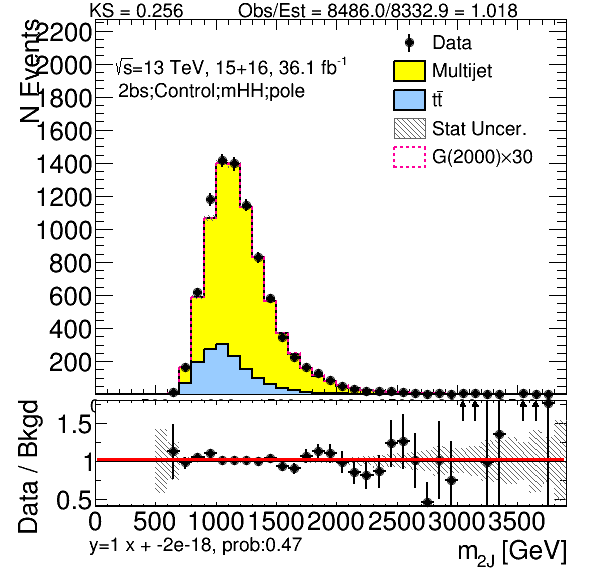 KS = 0.256 Obs/Est = 8486.0/8332.9 = 1.018
N Events
2200
2000
1800
1600
1400
1200
1000
800
600
400
200
√s=13 TeV, 15+16, 36.1 fb⁻¹
2bs;Control;mHH;pole
Data
Multijet
tt̄
Stat Uncer.
G(2000)×30
Data / Bkgd
1.5
1
0.5
0 500 1000 1500 2000 2500 3000 3500
y=1 x + -2e-18, prob:0.47
m2J [GeV]